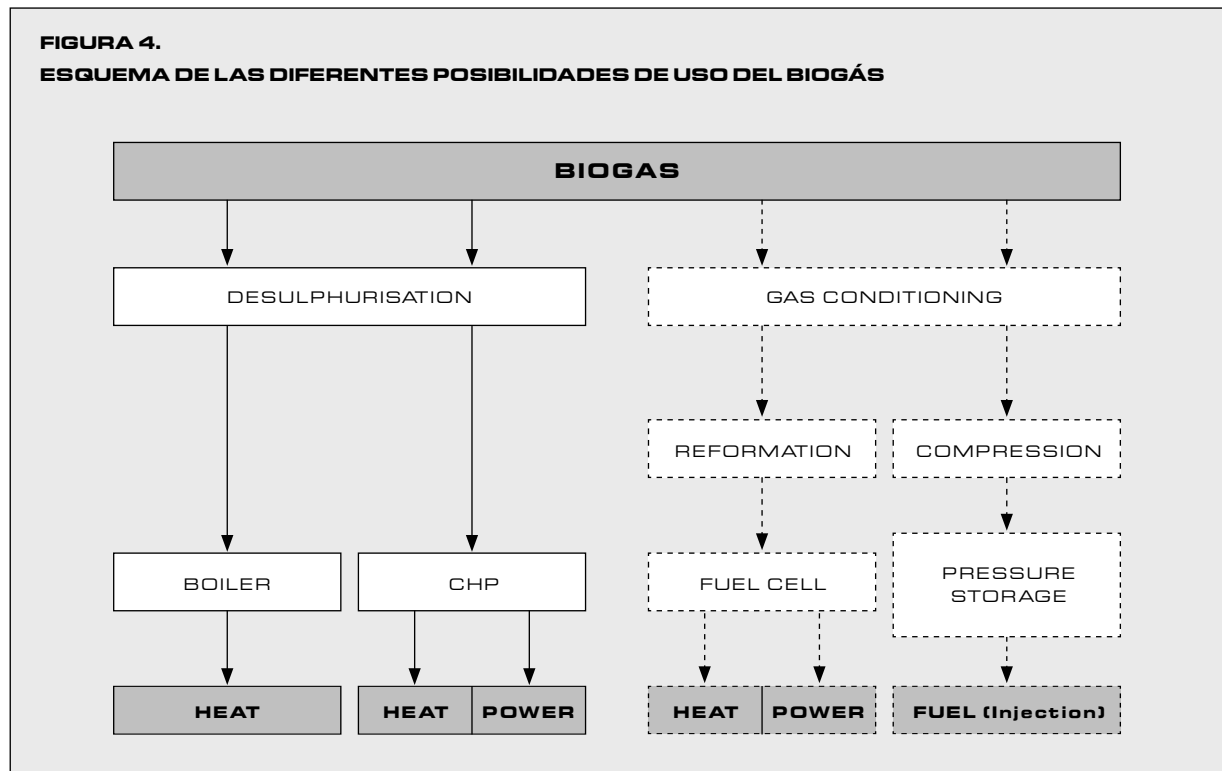 FIGURA 4.
ESQUEMA DE LAS DIFERENTES POSIBILIDADES DE USO DEL BIOGÁS
BIOGAS
DESULPHURISATION
GAS CONDITIONING
REFORMATION
COMPRESSION
BOILER
CHP
FUEL CELL
PRESSURE
STORAGE
HEAT
HEAT
POWER
HEAT
POWER
FUEL (Injection)